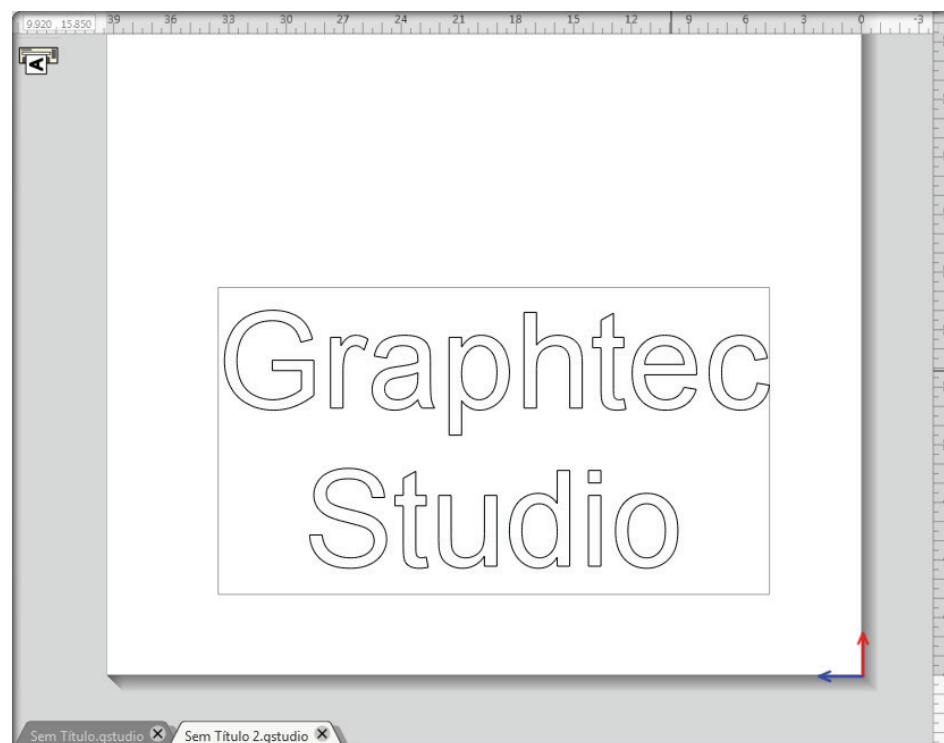 9.920 , 15.850 39 36 33 30 27 24 21 18 15 12 9 6 3 0 -3
A
Graphtec
Studio
Sem Título.gstudio Sem Título 2.gstudio